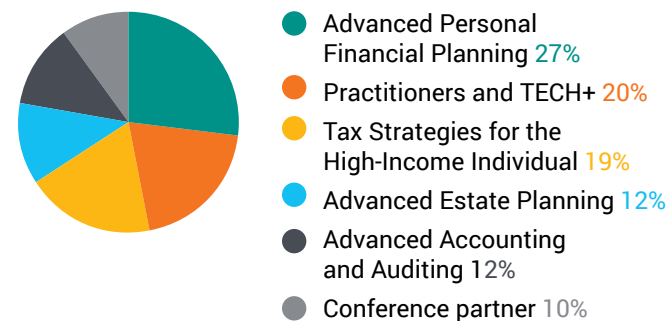 Advanced Personal
Financial Planning 27%
Practitioners and TECH+ 20%
Tax Strategies for the
High-Income Individual 19%
Advanced Estate Planning 12%
Advanced Accounting
and Auditing 12%
Conference partner 10%